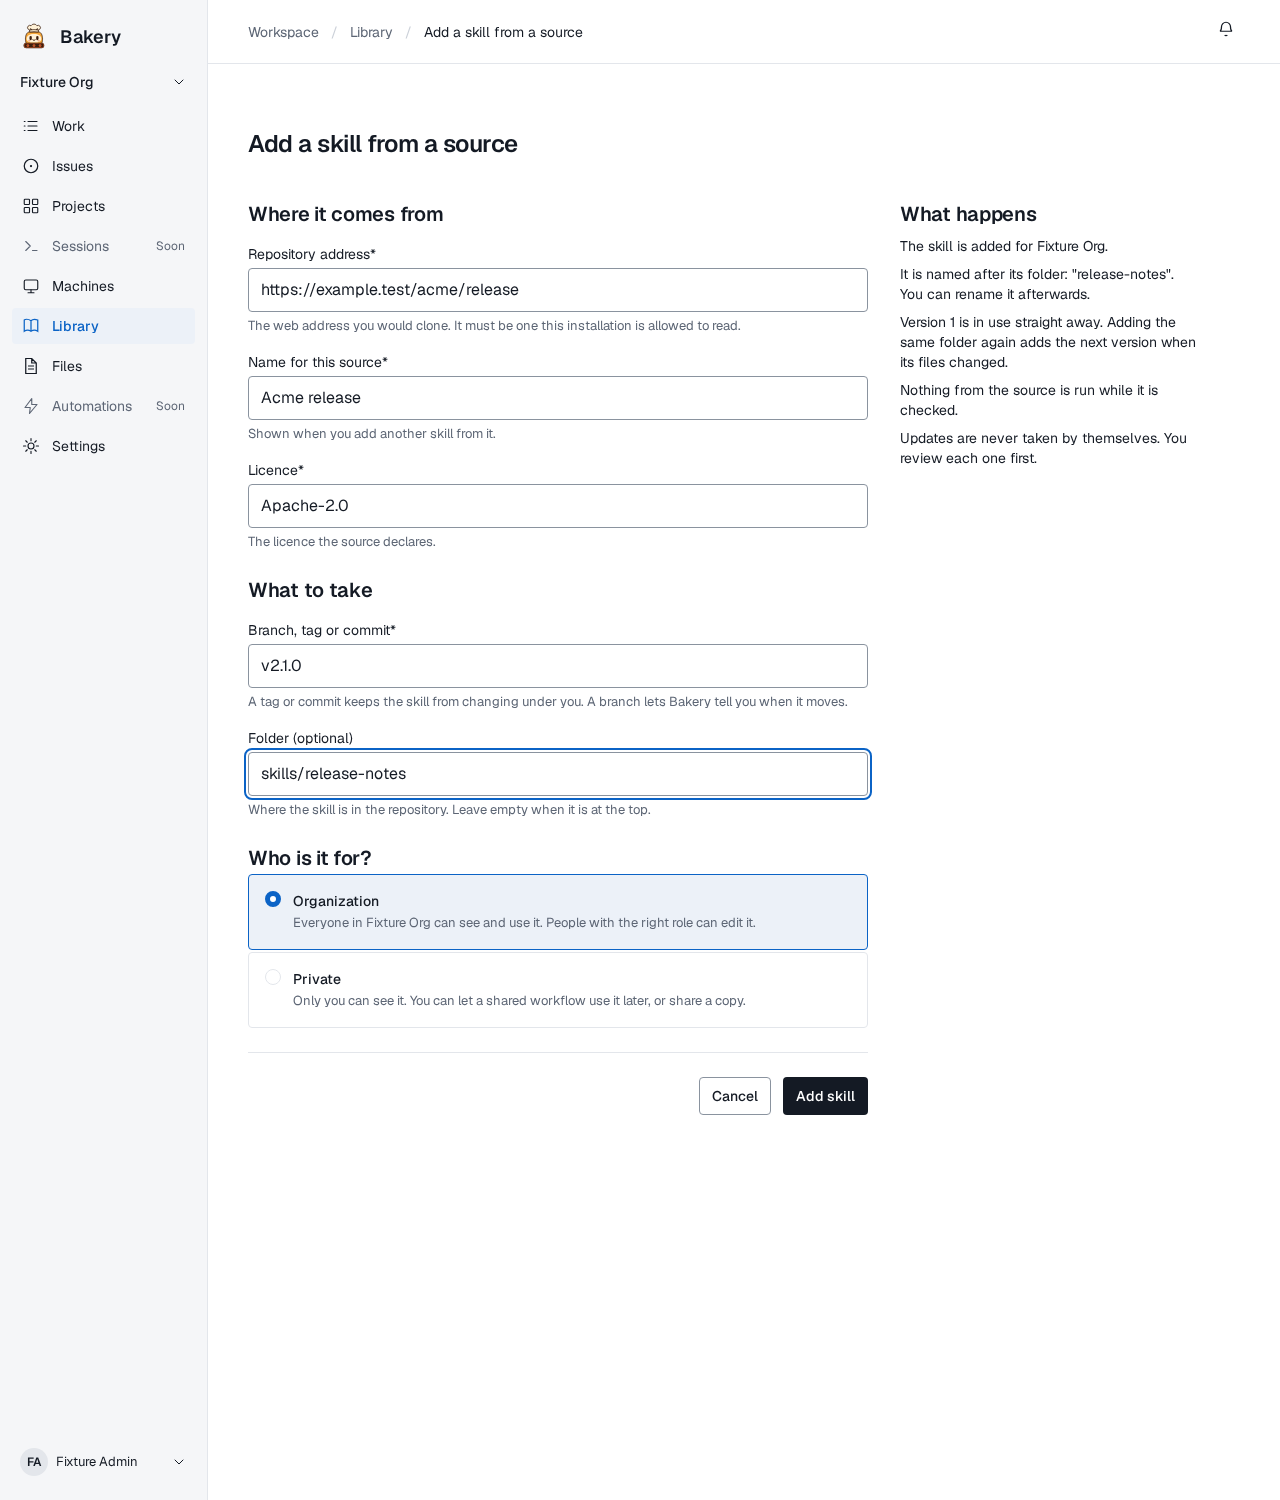 Bakery
Fixture Org
Work
Issues
Projects
Sessions Soon
Machines
Library
Files
Automations Soon
Settings
FA Fixture Admin
Workspace / Library / Add a skill from a source
Add a skill from a source
Where it comes from
Repository address*
https://example.test/acme/release
The web address you would clone. It must be one this installation is allowed to read.
Name for this source*
Acme release
Shown when you add another skill from it.
Licence*
Apache-2.0
The licence the source declares.
What to take
Branch, tag or commit*
v2.1.0
A tag or commit keeps the skill from changing under you. A branch lets Bakery tell you when it moves.
Folder (optional)
skills/release-notes
Where the skill is in the repository. Leave empty when it is at the top.
Who is it for?
Organization
Everyone in Fixture Org can see and use it. People with the right role can edit it.
Private
Only you can see it. You can let a shared workflow use it later, or share a copy.
Cancel
Add skill
What happens
The skill is added for Fixture Org.
It is named after its folder: "release-notes".
You can rename it afterwards.
Version 1 is in use straight away. Adding the
same folder again adds the next version when
its files changed.
Nothing from the source is run while it is
checked.
Updates are never taken by themselves. You
review each one first.